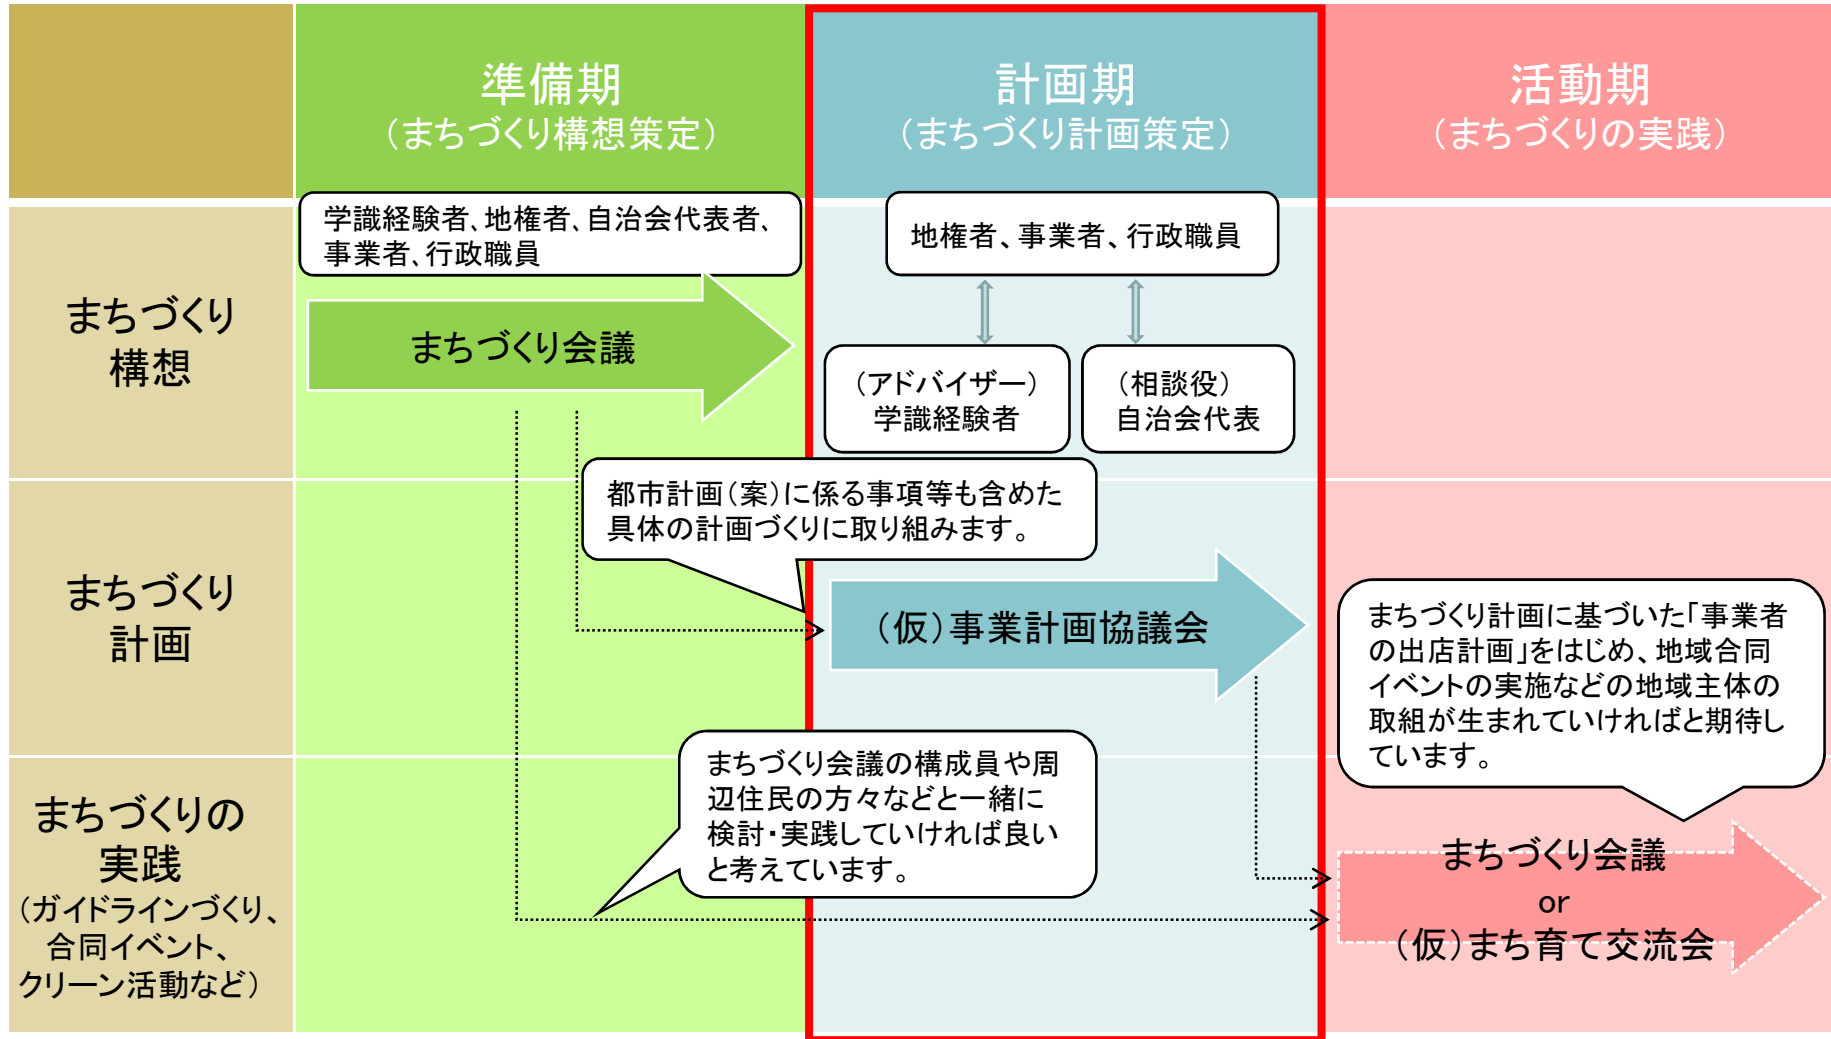 準備期
（まちづくり構想策定）
計画期
（まちづくり計画策定）
活動期
（まちづくりの実践）
まちづくり
構想
学識経験者、地権者、自治会代表者、
事業者、行政職員
まちづくり会議
地権者、事業者、行政職員
（アドバイザー）
学識経験者
（相談役）
自治会代表
まちづくり
計画
都市計画（案）に係る事項等も含めた
具体の計画づくりに取り組みます。
（仮）事業計画協議会
まちづくり計画に基づいた「事業者
の出店計画」をはじめ、地域合同
イベントの実施などの地域主体の
取組が生まれていければと期待し
ています。
まちづくりの
実践
（ガイドラインづくり、
合同イベント、
クリーン活動など）
まちづくり会議の構成員や周
辺住民の方々などと一緒に
検討・実践していければ良い
と考えています。
まちづくり会議
or
（仮）まち育て交流会